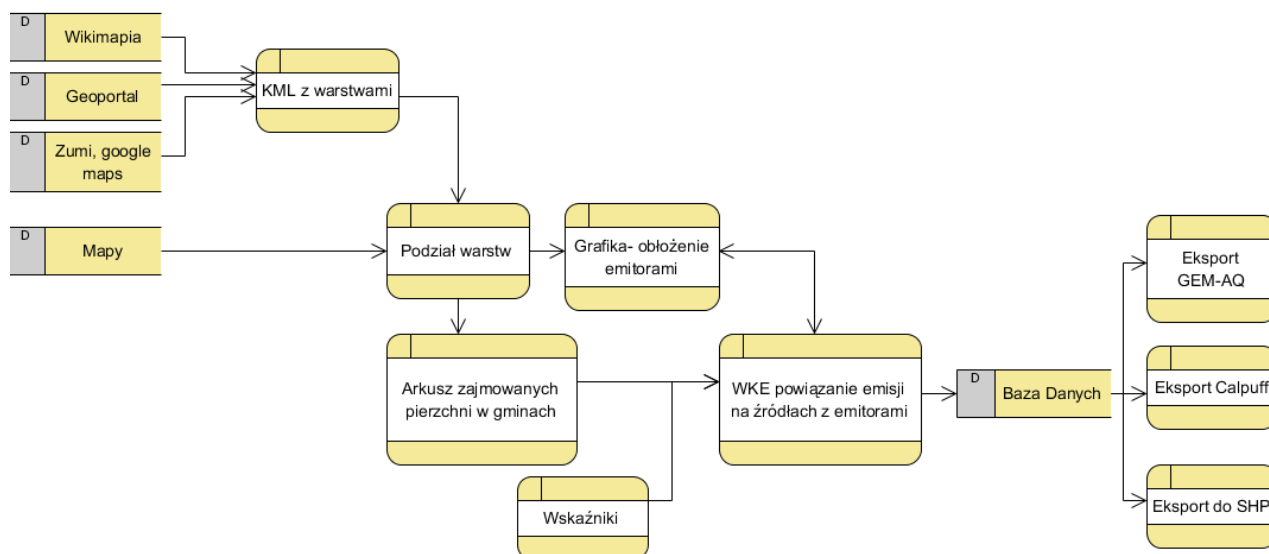 D
Wikimapia
D
Geoportal
D
Zumi, google
maps
KML z warstwami
D
Mapy
Podział warstw
Grafika- obłożenie
emitorami
Arkusz zajmowanych
pierzchni w gminach
Wskaźniki
WKE powiązanie emisji
na źródłach z emitorami
D
Baza Danych
Eksport
GEM-AQ
Eksport Calpuff
Eksport do SHP